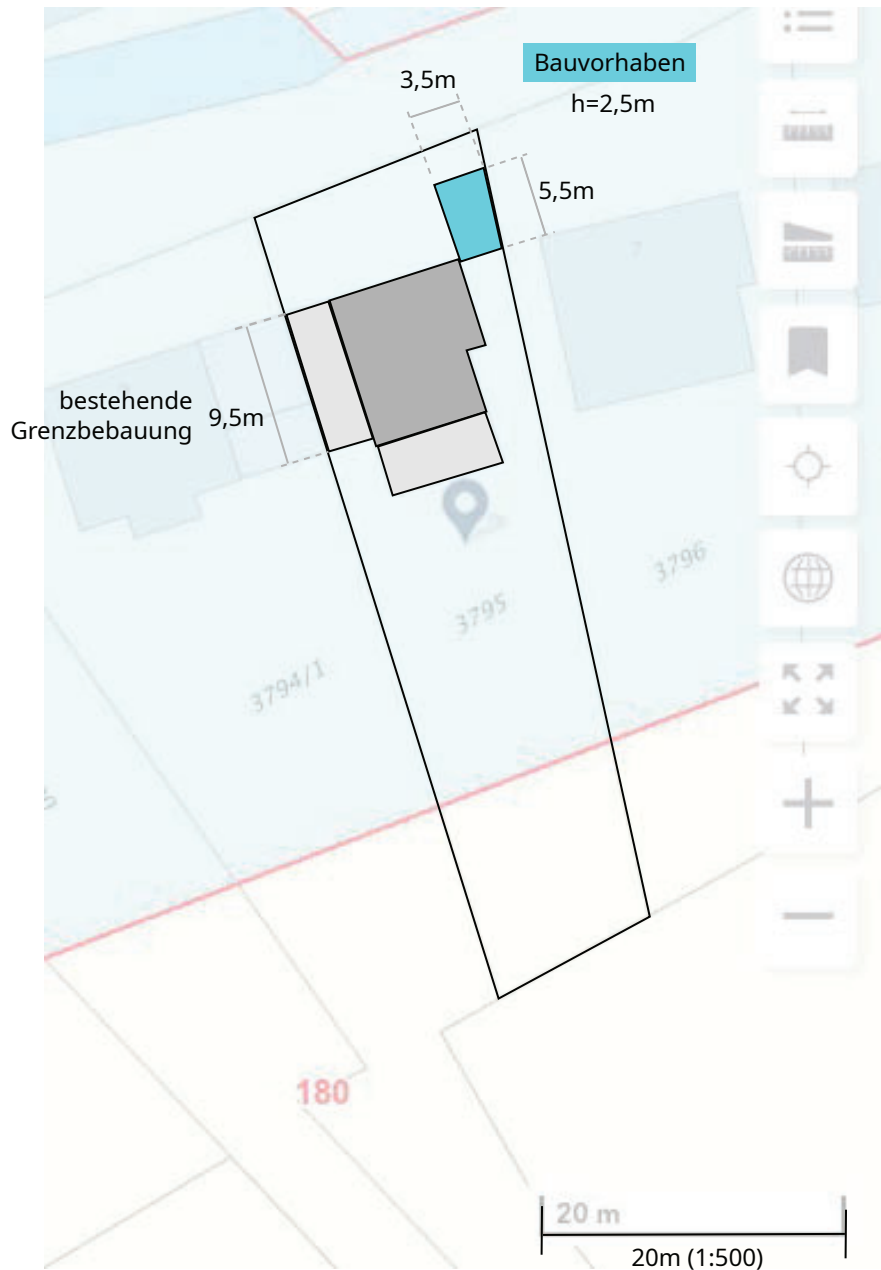 Bauvorhaben
3,5m
h=2,5m
5,5m
7
bestehende
Grenzbebauung
9,5m
3796
3795
3794/1
180
20 m
20m (1:500)